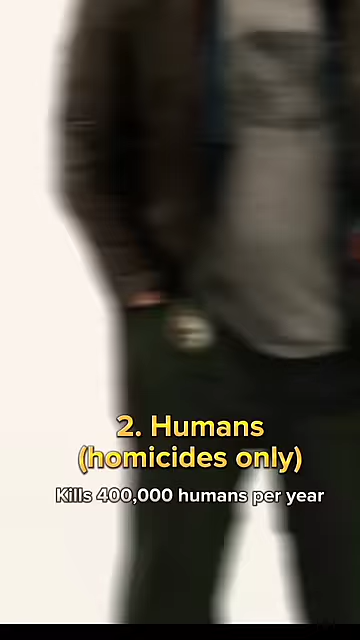 2. Humans
(homicides only)
Kills 400,000 humans per year